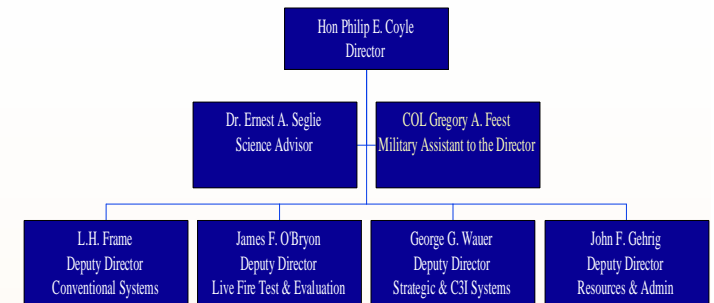 Hon Philip E. Coyle
Director
Dr. Ernest A. Seglie
Science Advisor
COL Gregory A. Feest
Military Assistant to the Director
L.H. Frame
Deputy Director
Conventional Systems
James F. O'Bryon
Deputy Director
Live Fire Test & Evaluation
George G. Wauer
Deputy Director
Strategic & C3I Systems
John F. Gehrig
Deputy Director
Resources & Admin